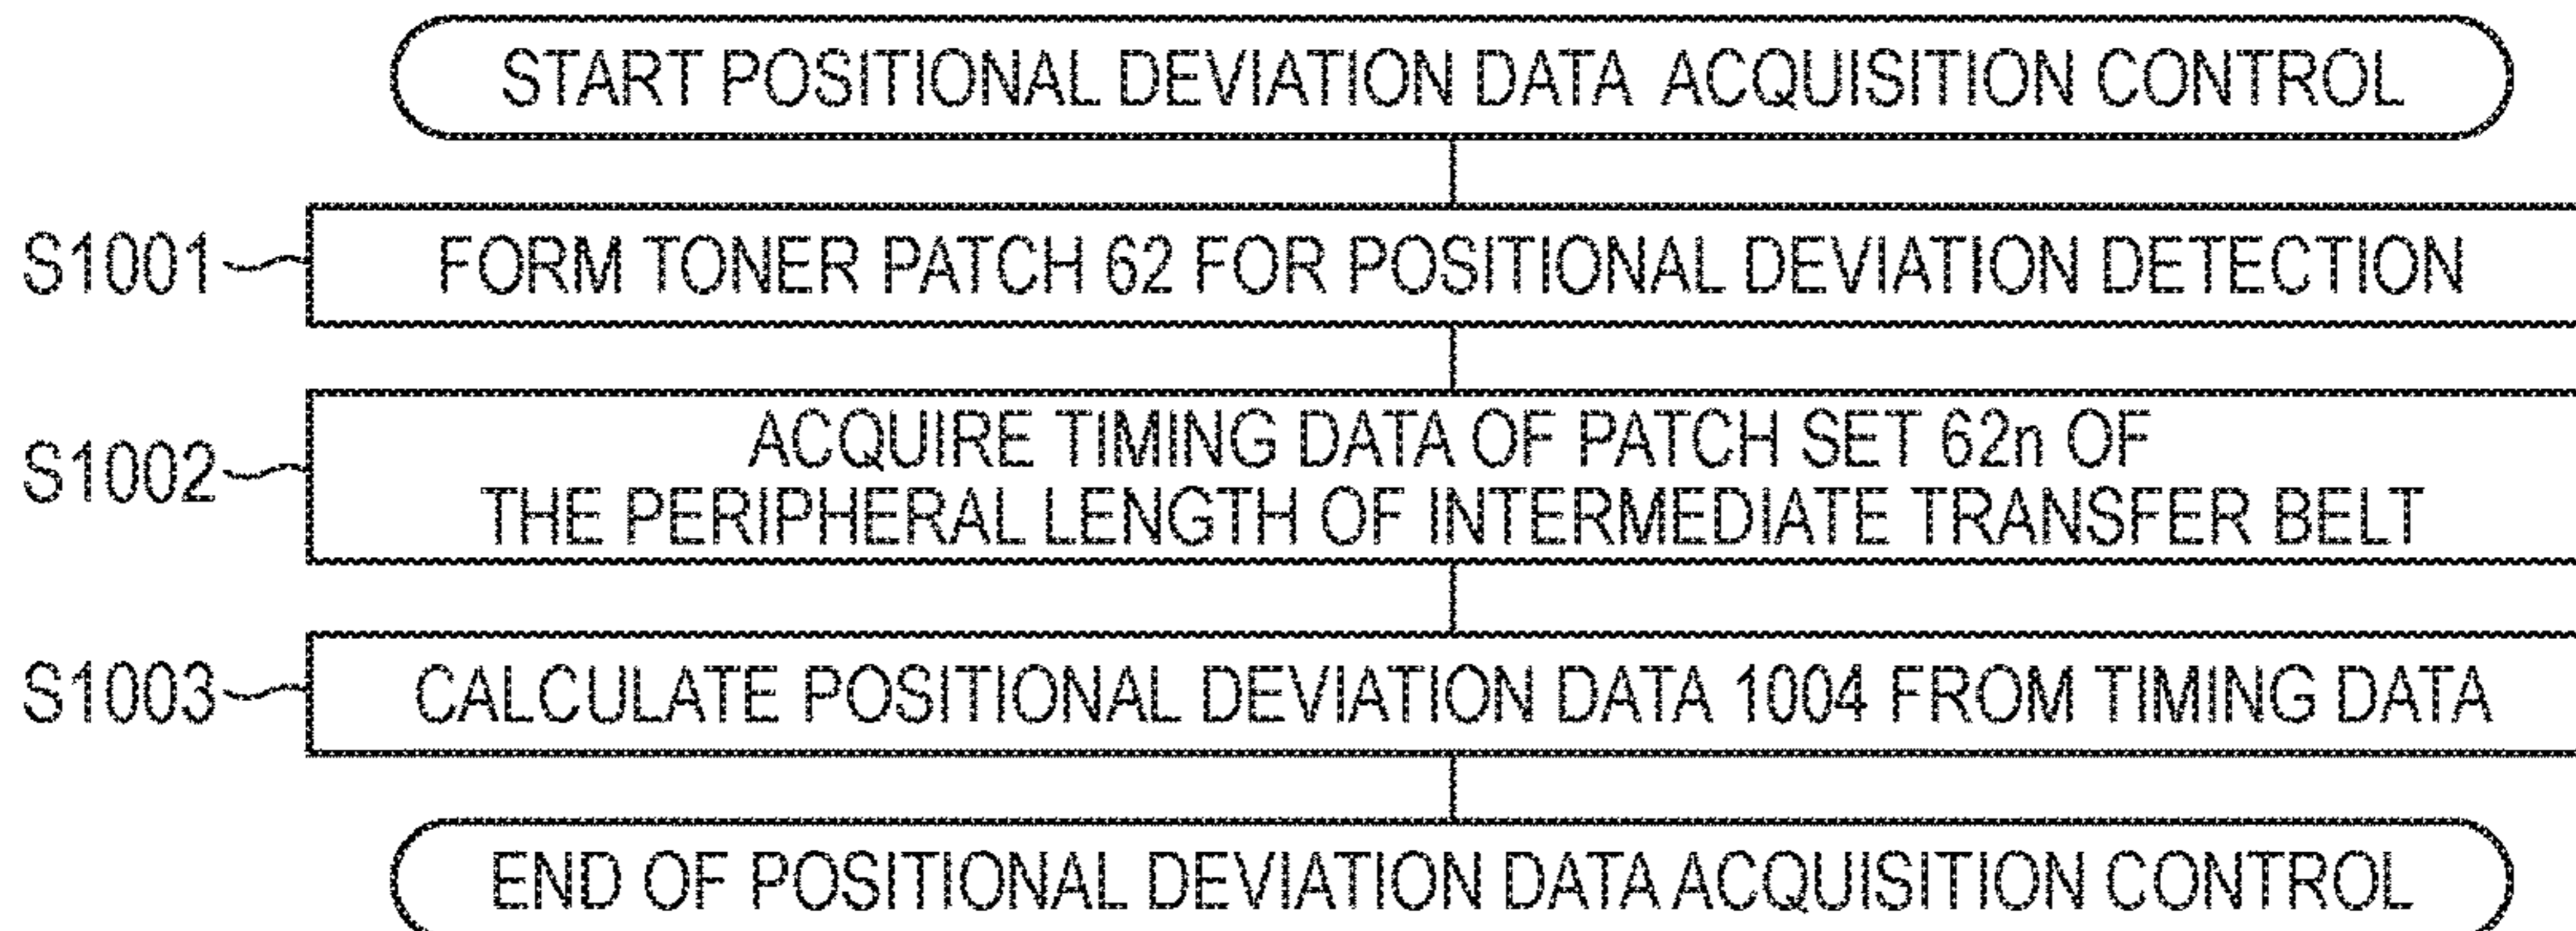 START POSITIONAL DEVIATION DATA ACQUISITION CONTROL
S1001
FORM TONER PATCH 62 FOR POSITIONAL DEVIATION DETECTION
S1002
ACQUIRE TIMING DATA OF PATCH SET 62n OF
THE PERIPHERAL LENGTH OF INTERMEDIATE TRANSFER BELT
S1003
CALCULATE POSITIONAL DEVIATION DATA 1004 FROM TIMING DATA
END OF POSITIONAL DEVIATION DATA ACQUISITION CONTROL